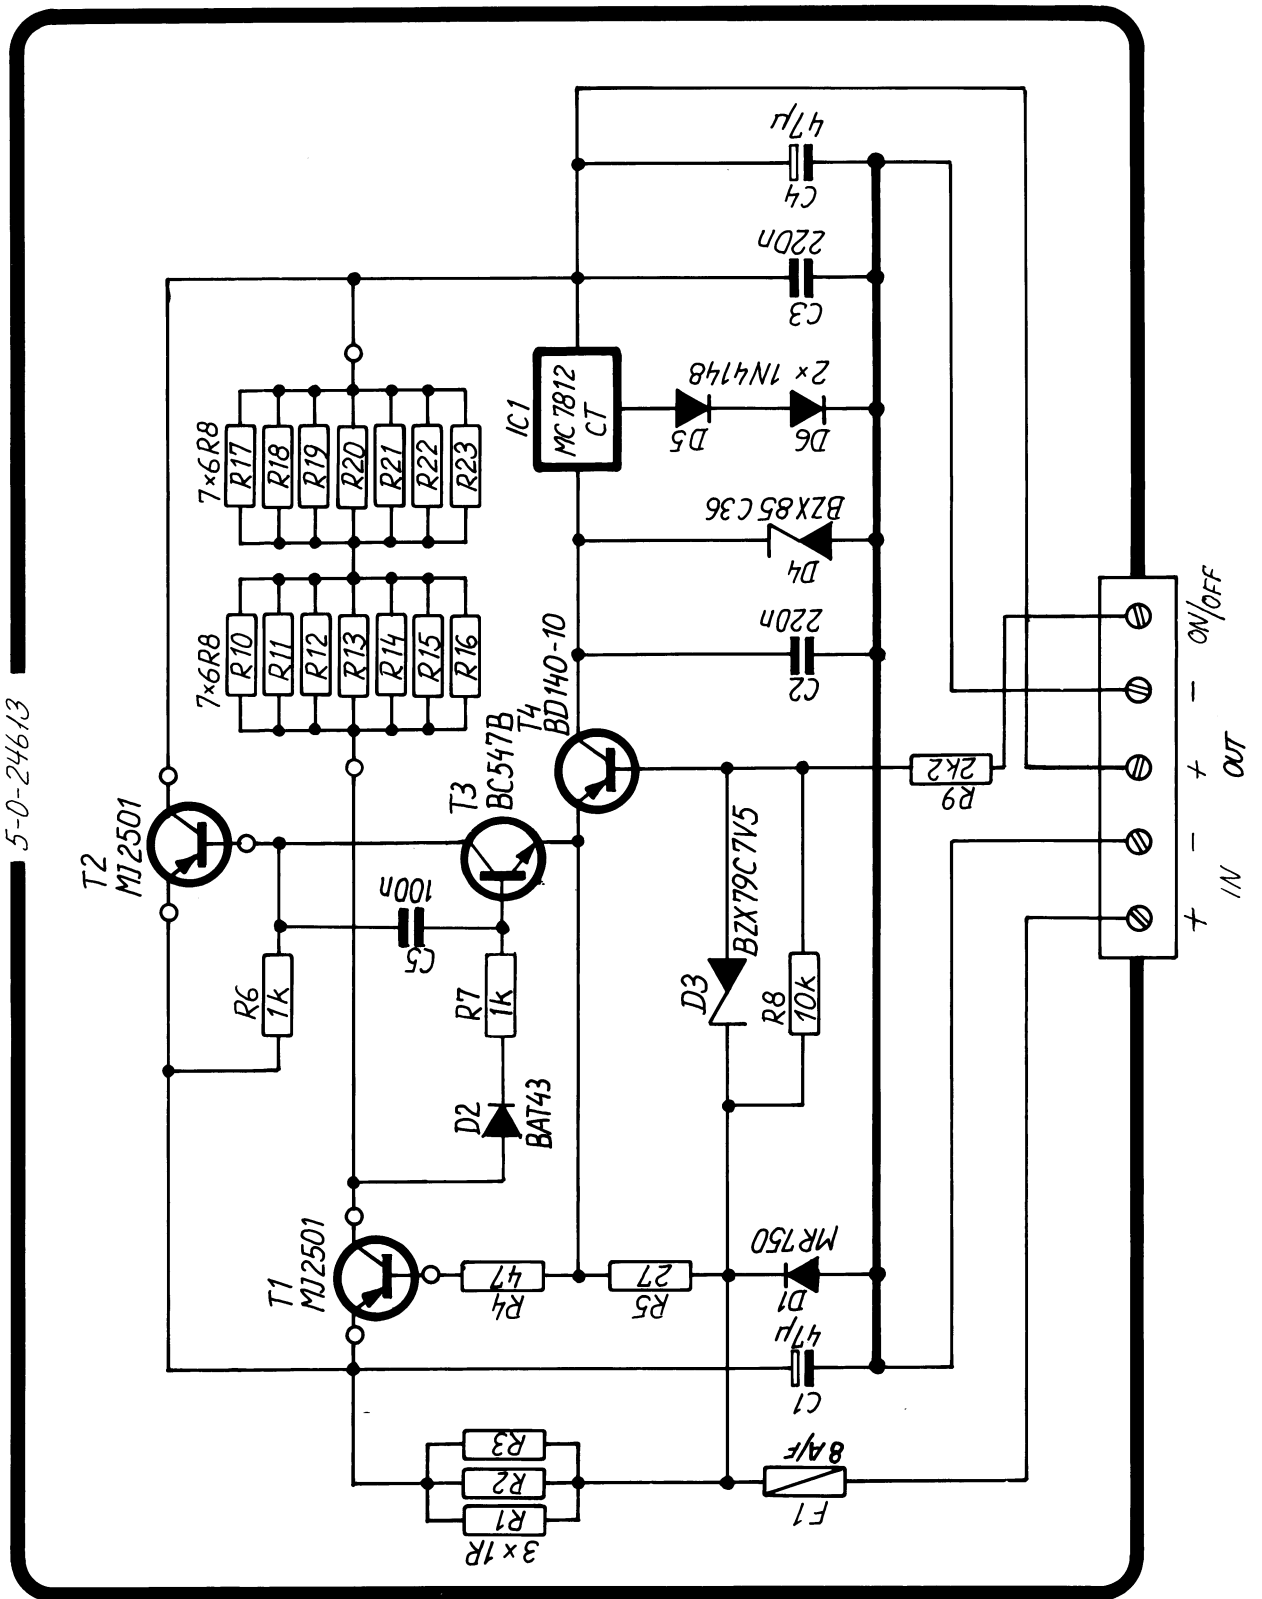 5-0-24613
47µ
C4
220n
C3
2× 1N4148
D5
D6
IC1
MC7812
CT
7×6R8
R17
R18
R19
R20
R21
R22
R23
BZX85C36
D4
7×6R8
R10
R11
R12
R13
R14
R15
R16
220n
C2
T4
BD140-10
T3
BC547B
T2
MJ2501
100n
C5
2k2
R9
ON/OFF
-
+
OUT
-
+
IN
R6
1k
R7
1k
D3
BZX79C7V5
R8
10k
D2
BAT43
T1
MJ2501
47
R4
27
R5
MR750
D1
47µ
C1
8A/F
F1
R3
R2
R1
3×1R